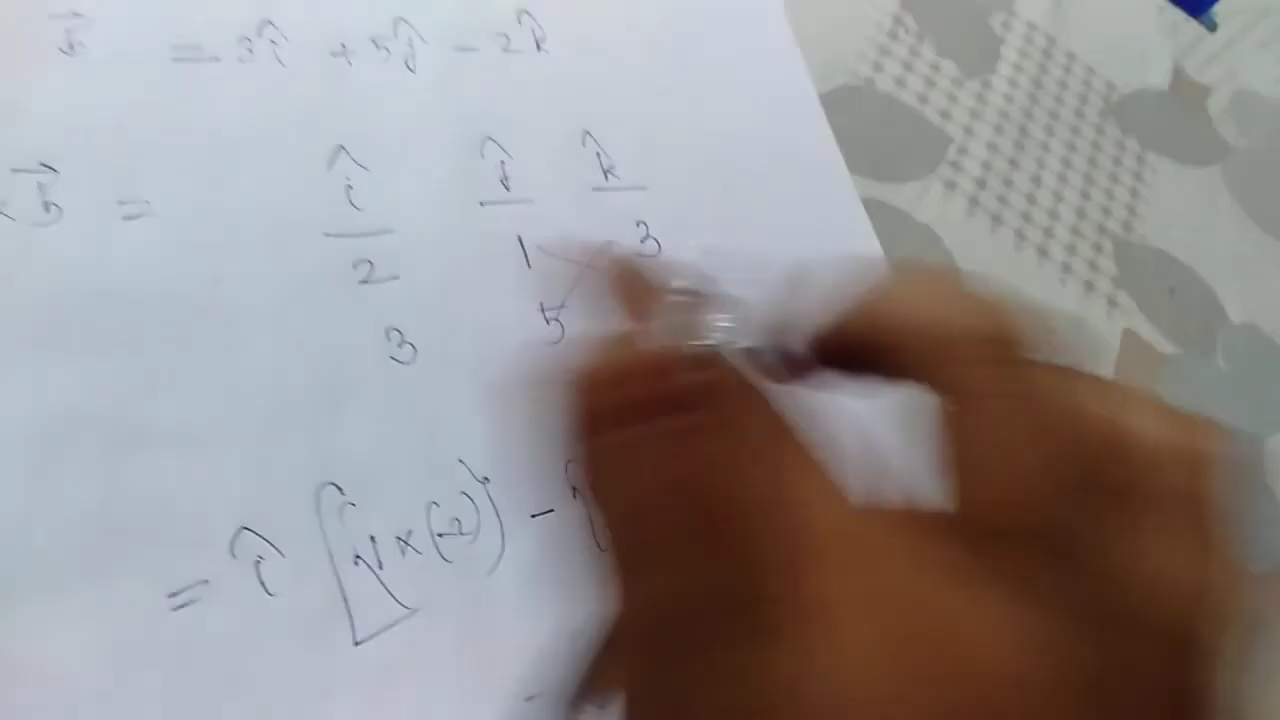 b⃗ = 3î + 5ĵ - 2k̂
× b⃗ = î ĵ k̂
2 1 3
3 5
= î [ 1 × (-2) ] -